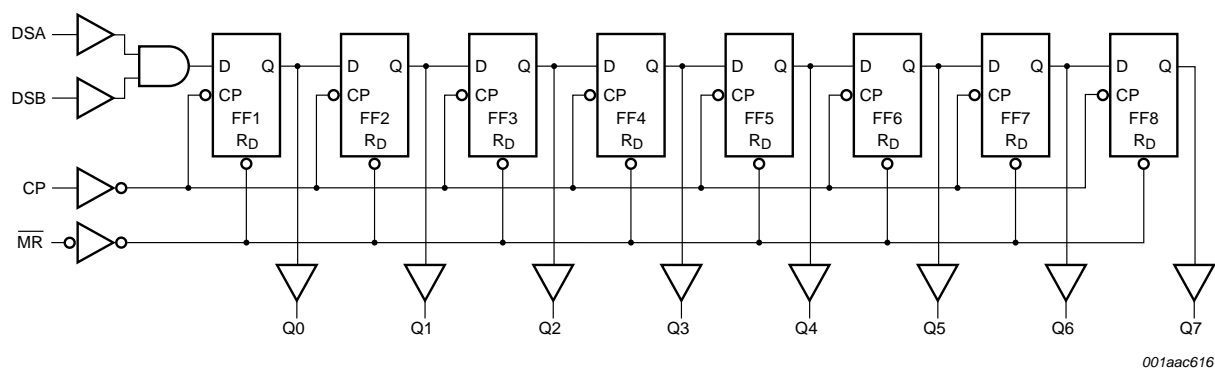 DSA
DSB
CP
MR
D Q D Q D Q D Q D Q D Q D Q D Q
CP CP CP CP CP CP CP CP
FF1 FF2 FF3 FF4 FF5 FF6 FF7 FF8
RD RD RD RD RD RD RD RD
Q0 Q1 Q2 Q3 Q4 Q5 Q6 Q7
001aac616